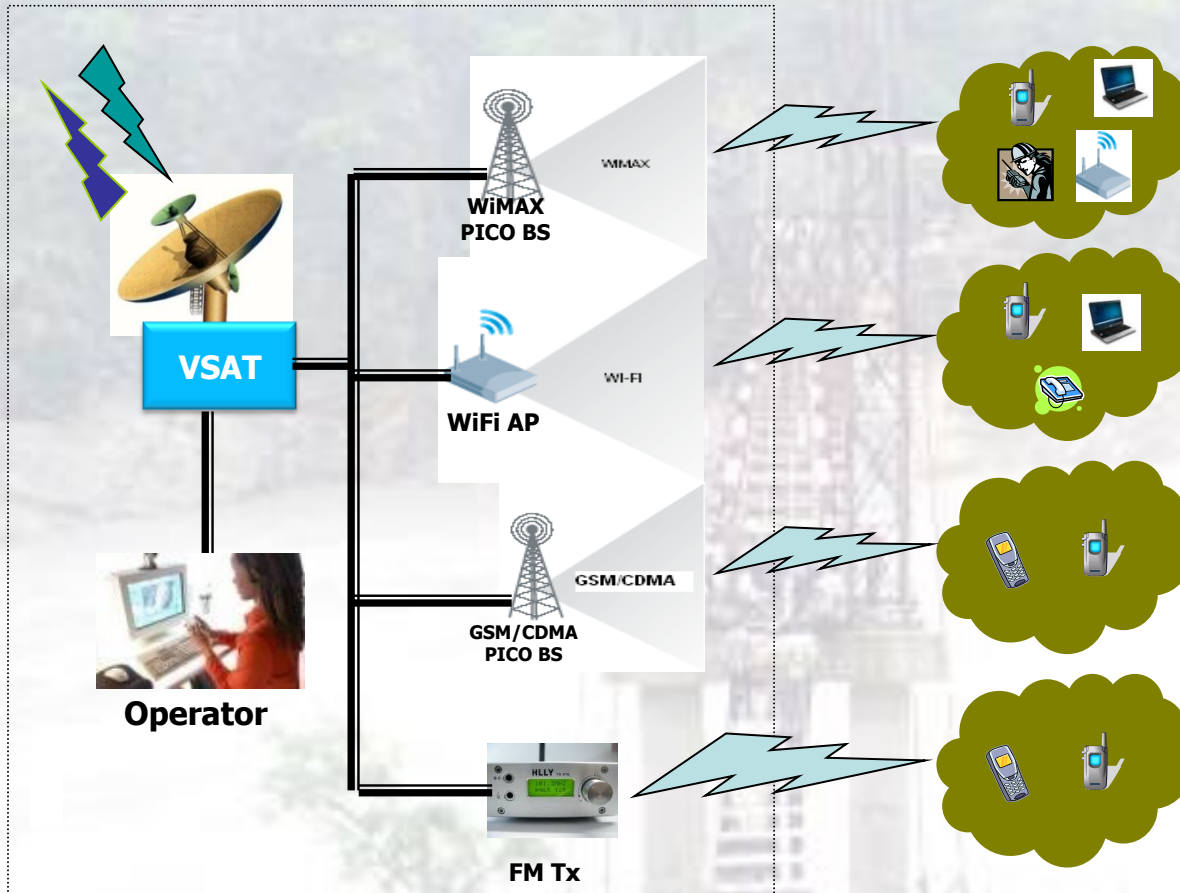 WIMAX
WiMAX
PICO BS
VSAT
WI-FI
WiFi AP
GSM/CDMA
GSM/CDMA
PICO BS
Operator
HLLY
FM Tx